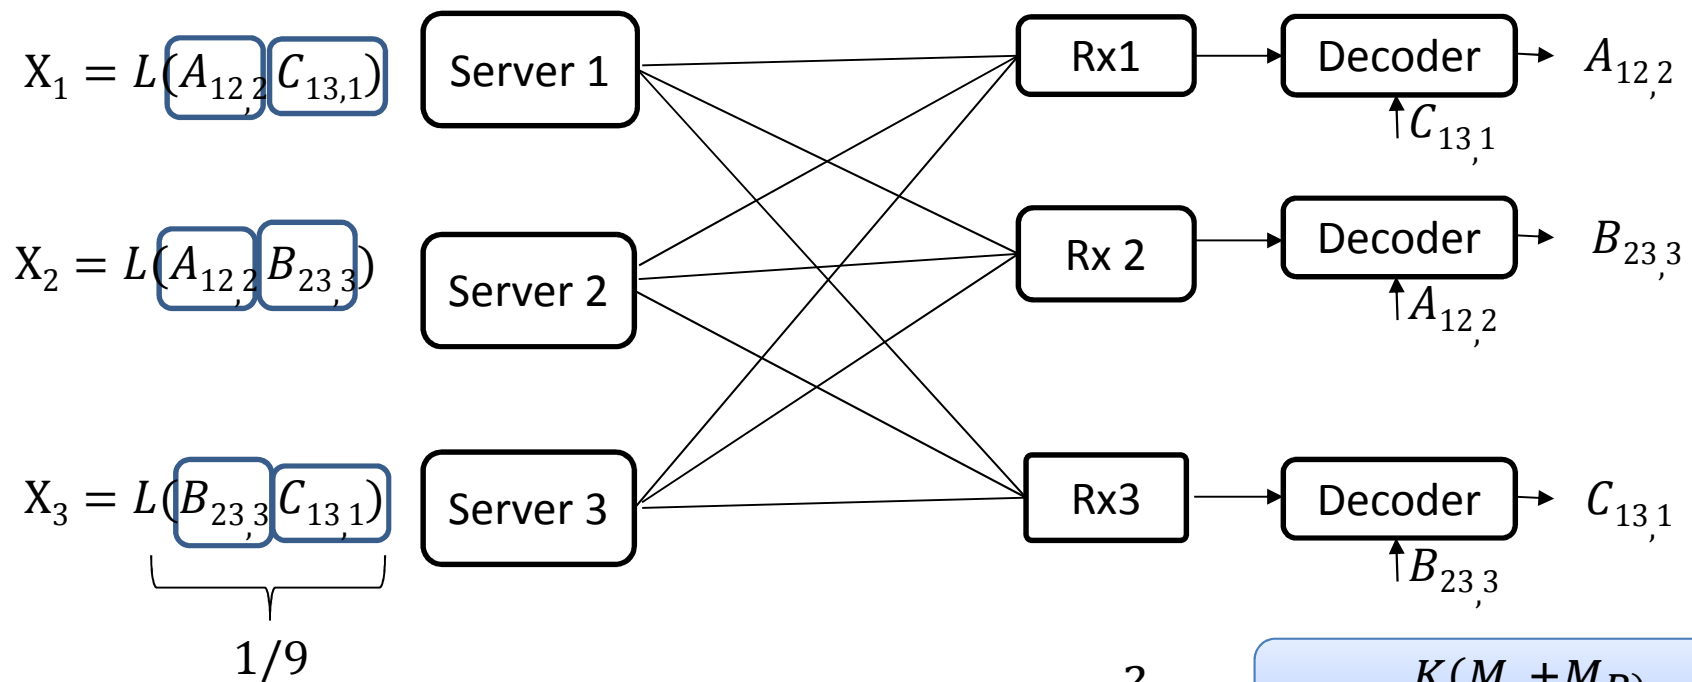 X₁ = L(A₁₂,₂ C₁₃,₁)
Server 1
Rx1
Decoder
A₁₂,₂
C₁₃,₁
X₂ = L(A₁₂,₂ B₂₃,₃)
Server 2
Rx 2
Decoder
B₂₃,₃
A₁₂,₂
X₃ = L(B₂₃,₃ C₁₃,₁)
Server 3
Rx3
Decoder
C₁₃,₁
B₂₃,₃
1/9
2
K(M +M_B)